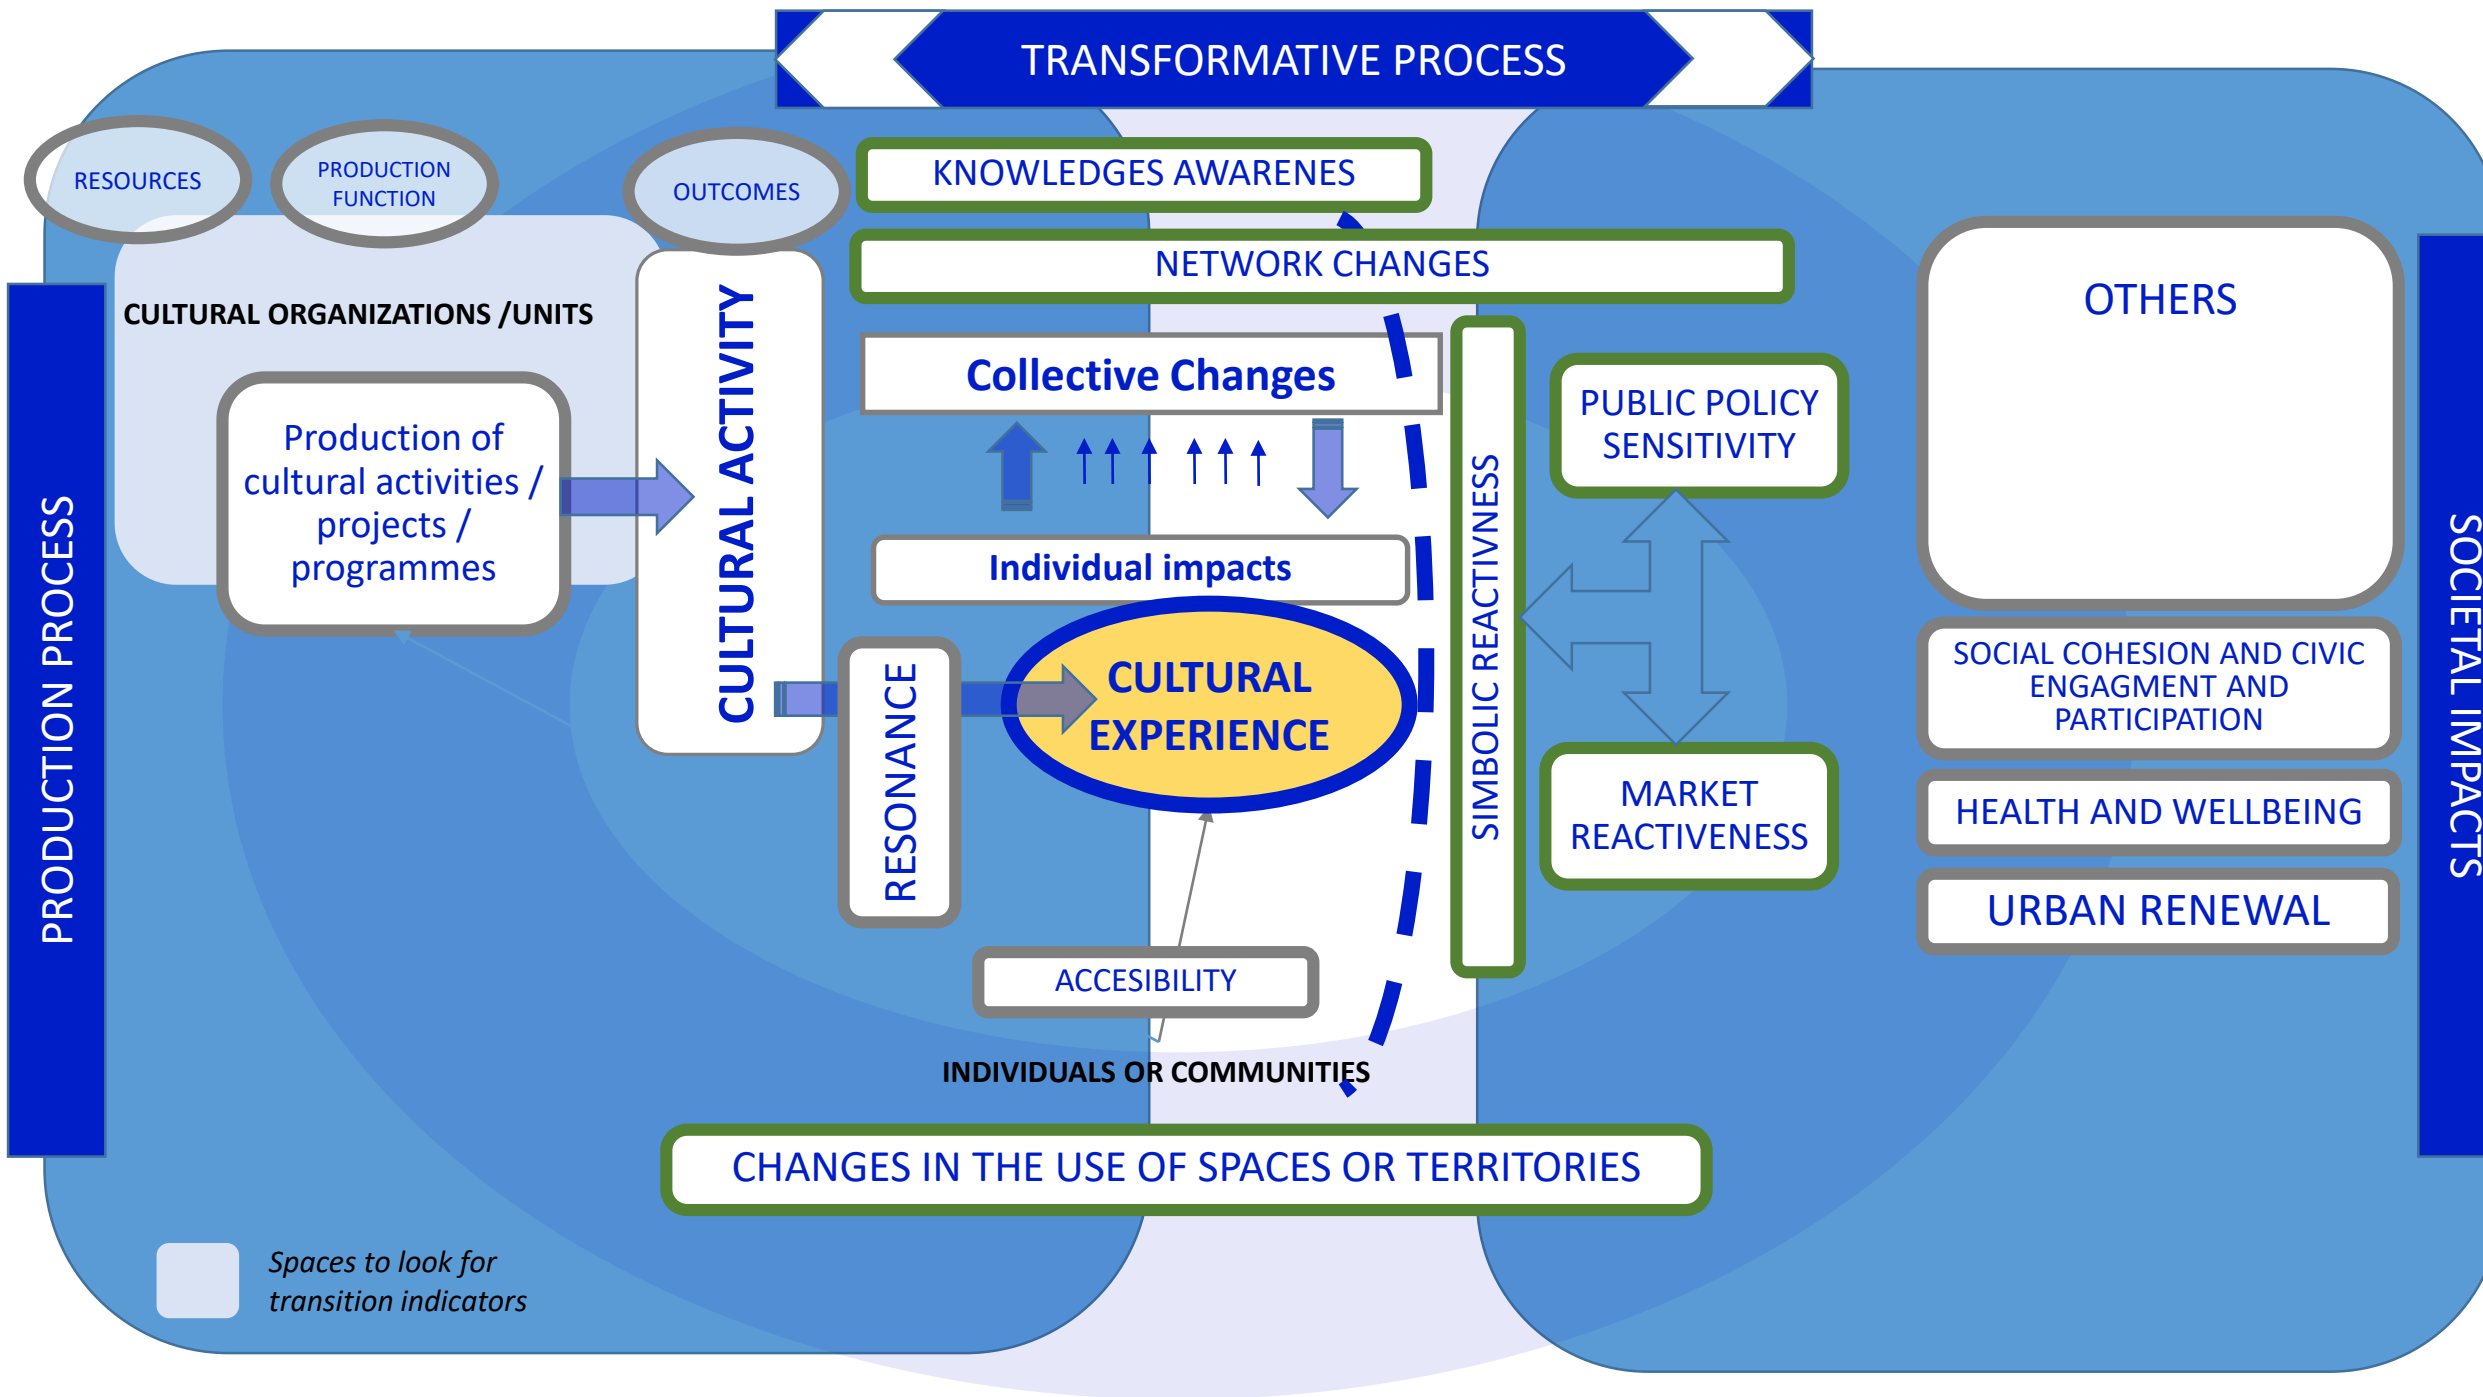 TRANSFORMATIVE PROCESS
RESOURCES
PRODUCTION
FUNCTION
OUTCOMES
KNOWLEDGES AWARENES
NETWORK CHANGES
CULTURAL ORGANIZATIONS /UNITS
Production of
cultural activities /
projects /
programmes
CULTURAL ACTIVITY
Collective Changes
Individual impacts
CULTURAL
EXPERIENCE
RESONANCE
ACCESIBILITY
INDIVIDUALS OR COMMUNITIES
SIMBOLIC REACTIVNESS
PUBLIC POLICY
SENSITIVITY
MARKET
REACTIVENESS
OTHERS
SOCIAL COHESION AND CIVIC
ENGAGMENT AND
PARTICIPATION
HEALTH AND WELLBEING
URBAN RENEWAL
PRODUCTION PROCESS
SOCIETAL IMPACTS
CHANGES IN THE USE OF SPACES OR TERRITORIES
Spaces to look for
transition indicators